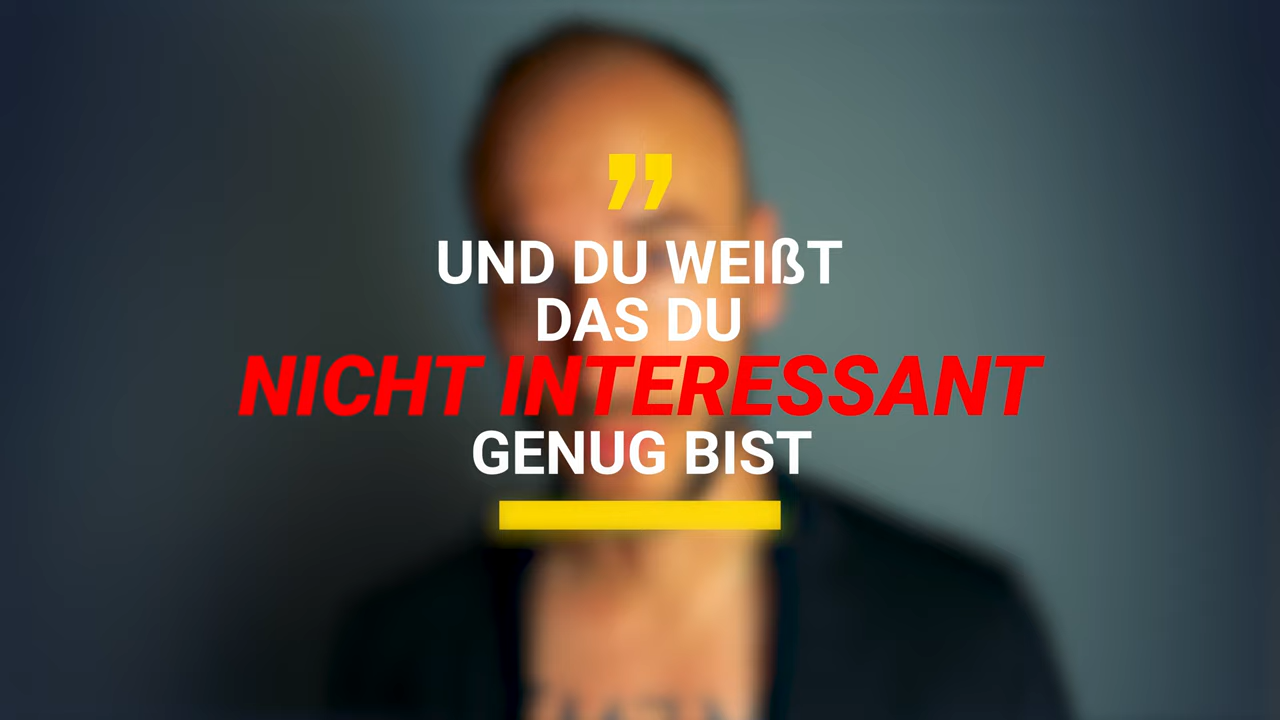 ”
UND DU WEIßT
DAS DU
NICHT INTERESSANT
GENUG BIST